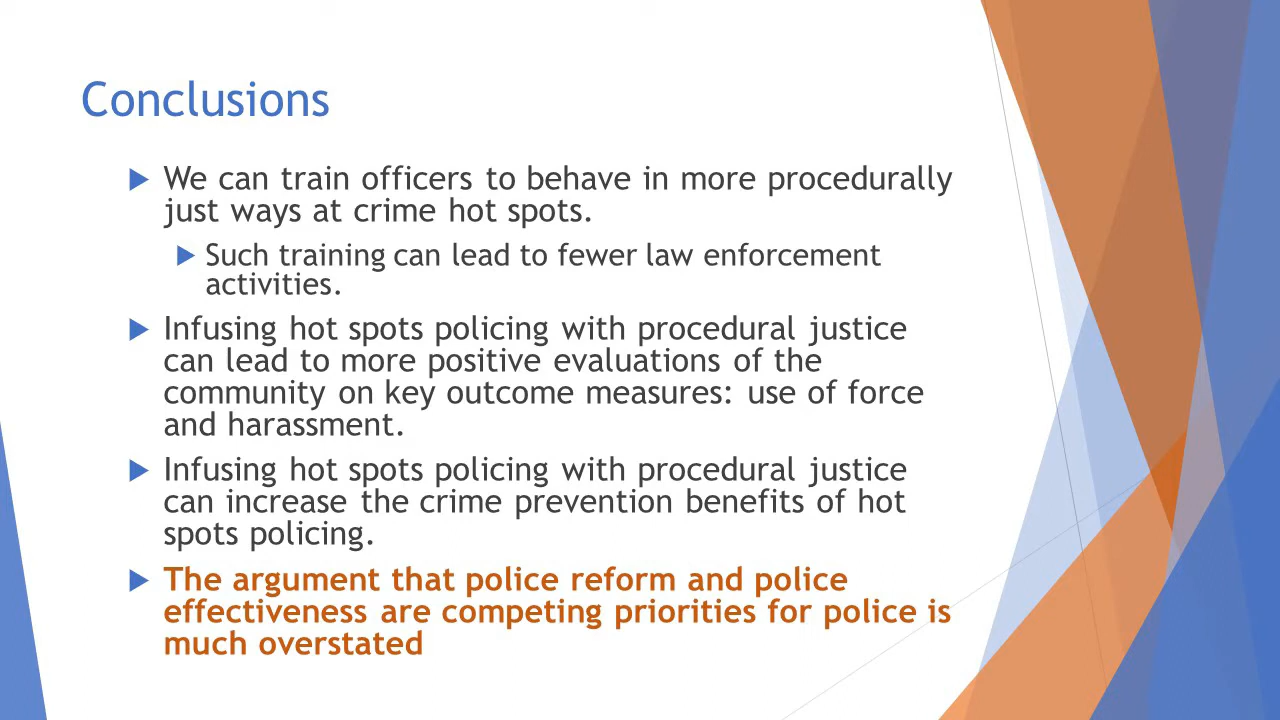 Conclusions
We can train officers to behave in more procedurally
just ways at crime hot spots.
Such training can lead to fewer law enforcement
activities.
Infusing hot spots policing with procedural justice
can lead to more positive evaluations of the
community on key outcome measures: use of force
and harassment.
Infusing hot spots policing with procedural justice
can increase the crime prevention benefits of hot
spots policing.
The argument that police reform and police
effectiveness are competing priorities for police is
much overstated